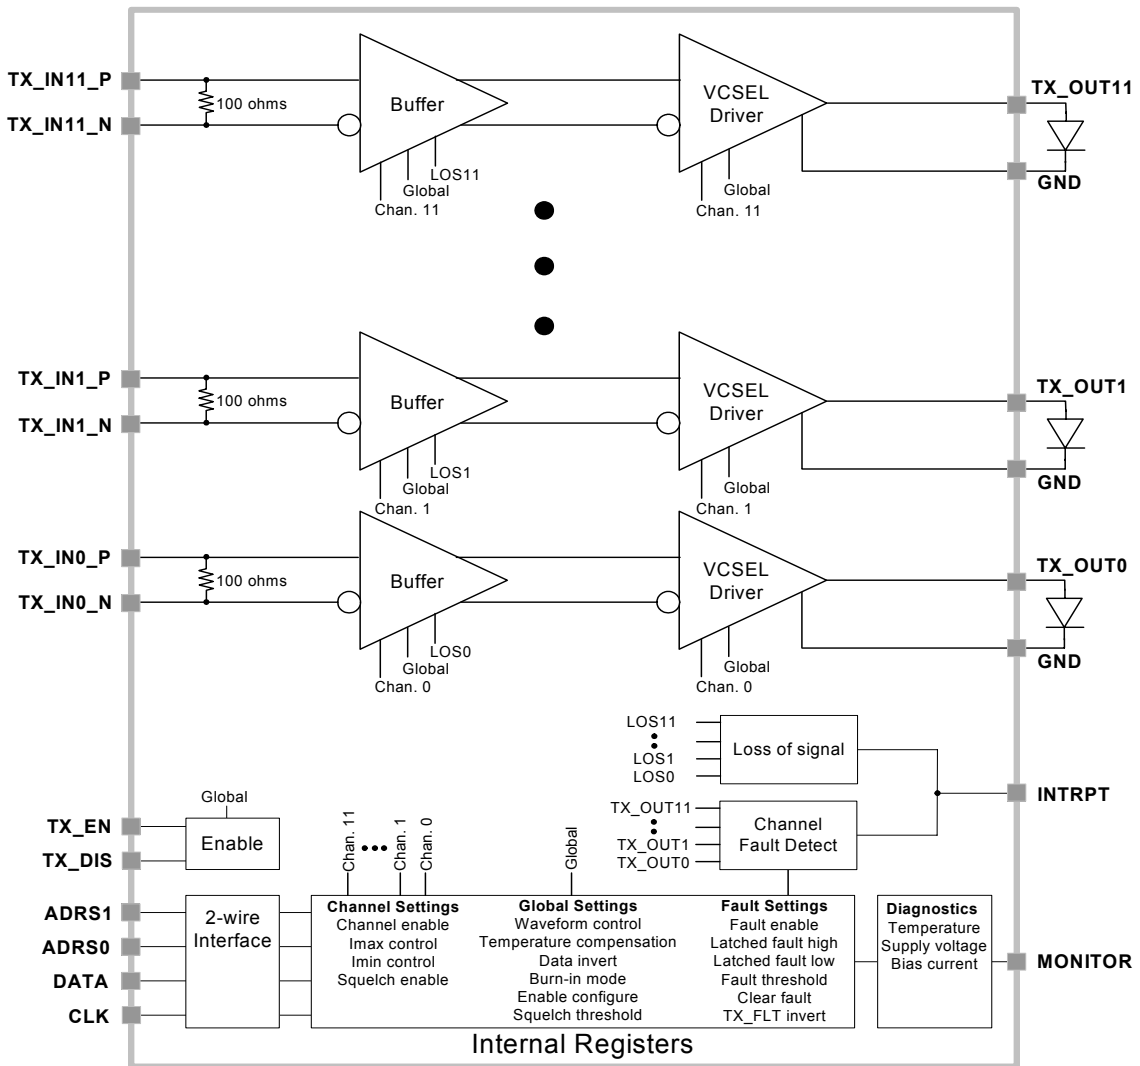 TX_IN11_P
100 ohms
TX_IN11_N
Buffer
LOS11
Global
Chan. 11
VCSEL
Driver
Global
Chan. 11
TX_OUT11
GND
TX_IN1_P
100 ohms
TX_IN1_N
Buffer
LOS1
Global
Chan. 1
VCSEL
Driver
Global
Chan. 1
TX_OUT1
GND
TX_IN0_P
100 ohms
TX_IN0_N
Buffer
LOS0
Global
Chan. 0
VCSEL
Driver
Global
Chan. 0
TX_OUT0
GND
LOS11
LOS1
LOS0
Loss of signal
INTRPT
TX_OUT11
TX_OUT1
TX_OUT0
Channel
Fault Detect
Global
TX_EN
TX_DIS
Enable
Chan. 11
Chan. 1
Chan. 0
Global
ADRS1
ADRS0
DATA
CLK
2-wire
Interface
Channel Settings
Channel enable
Imax control
Imin control
Squelch enable
Global Settings
Waveform control
Temperature compensation
Data invert
Burn-in mode
Enable configure
Squelch threshold
Fault Settings
Fault enable
Latched fault high
Latched fault low
Fault threshold
Clear fault
TX_FLT invert
Diagnostics
Temperature
Supply voltage
Bias current
MONITOR
Internal Registers